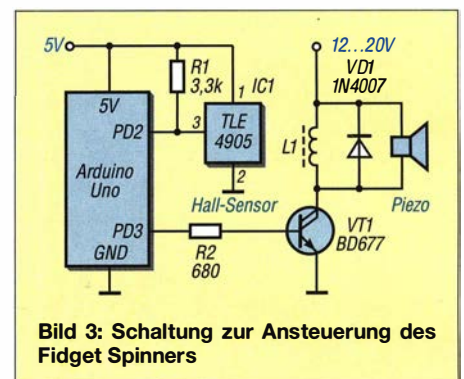 5V
12...20V
R1
3,3k
1
IC1
VD1
1N4007
5V
PD2
3
TLE
4905
L1
Arduino
Uno
2
Hall-Sensor
Piezo
PD3
VT1
BD677
GND
R2
680
Bild 3: Schaltung zur Ansteuerung des
Fidget Spinners